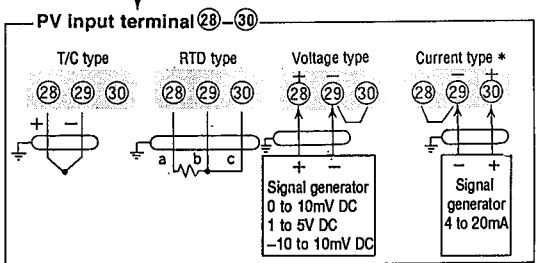 PV input terminal ㉘–㉚
T/C type
RTD type
Voltage type
Current type *
+ − − +
㉘ ㉙ ㉚ ㉘ ㉙ ㉚ ㉘ ㉙ ㉚ ㉘ ㉙ ㉚
+ −
a b c
+ − − +
Signal generator
0 to 10mV DC
1 to 5V DC
−10 to 10mV DC
Signal
generator
4 to 20mA